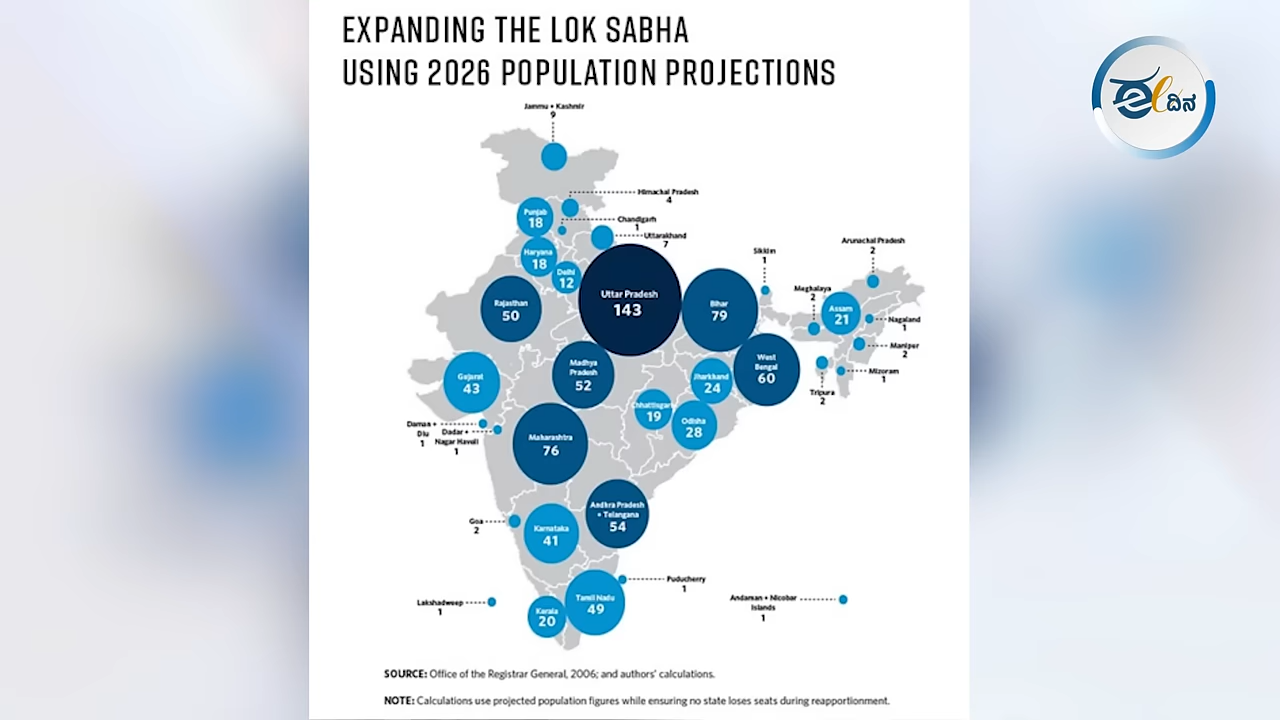 EXPANDING THE LOK SABHA
USING 2026 POPULATION PROJECTIONS
el ದಿನ
Jammu + Kashmir
9
Himachal Pradesh
4
Punjab
18
Chandigarh
1
Uttarakhand
7
Haryana
18
Delhi
12
Sikkim
1
Arunachal Pradesh
2
Uttar Pradesh
143
Meghalaya
2
Rajasthan
50
Bihar
79
Assam
21
Nagaland
1
Manipur
2
Madhya
Pradesh
52
West
Bengal
60
Mizoram
1
Gujarat
43
Jharkhand
24
Tripura
2
Chhattisgarh
19
Odisha
28
Daman +
Diu
1
Dadar +
Nagar Haveli
1
Maharashtra
76
Andhra Pradesh
+ Telangana
54
Goa
2
Karnataka
41
Puducherry
1
Lakshadweep
1
Tamil Nadu
49
Kerala
20
Andaman + Nicobar
Islands
1
SOURCE: Office of the Registrar General, 2006; and authors' calculations.
NOTE: Calculations use projected population figures while ensuring no state loses seats during reapportionment.